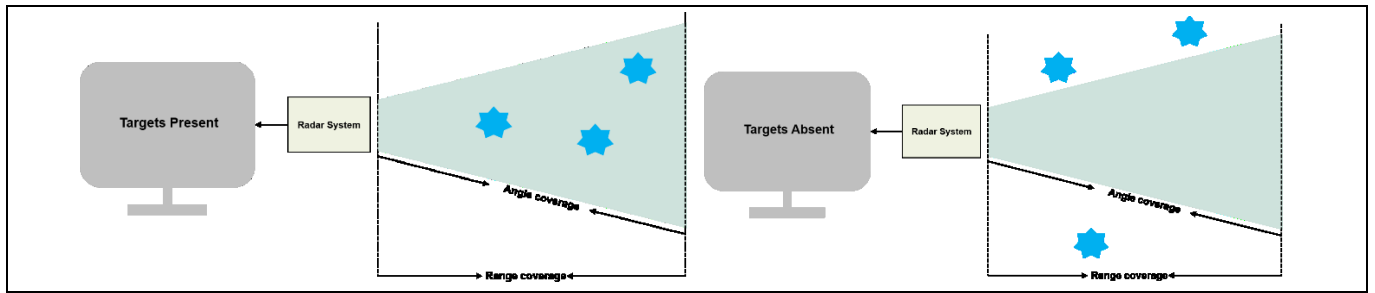 Targets Present
Radar System
Angle coverage
Range coverage
Targets Absent
Radar System
Angle coverage
Range coverage